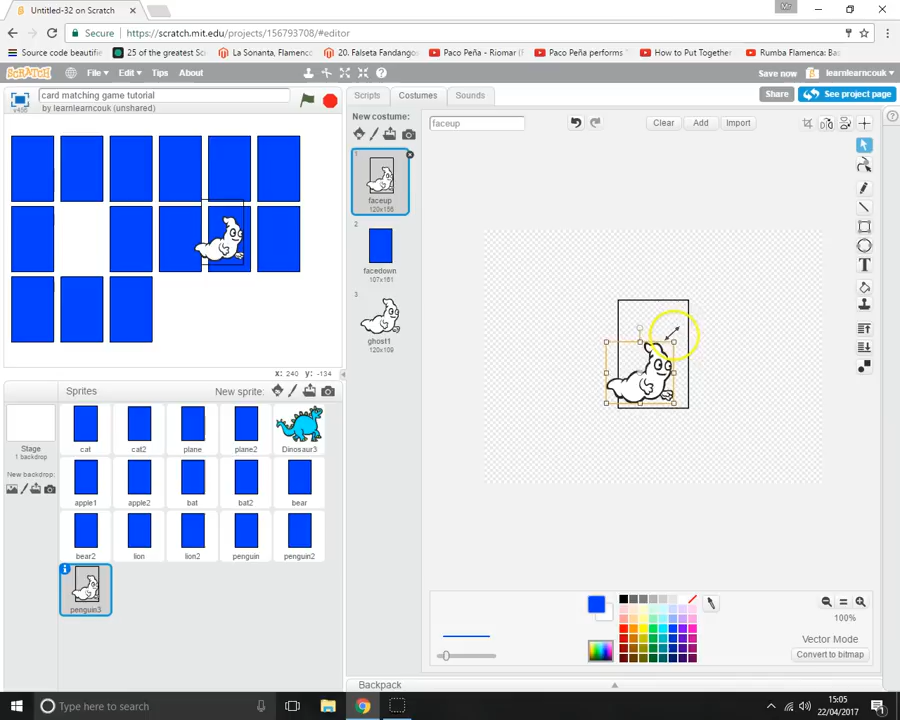 Untitled-32 on Scratch
Secure
https://scratch.mit.edu/projects/156793708/#editor
Source code beautifie
25 of the greatest Sc
La Sonanta, Flamenco
20. Falseta Fandangos
Paco Peña - Riomar (F
Paco Peña performs "
How to Put Together
Rumba Flamenca: Bas
SCRATCH
File
Edit
Tips
About
Save now
learnlearncouk
card matching game tutorial
by learnlearncouk (unshared)
Scripts
Costumes
Sounds
Share
See project page
New costume:
faceup
Clear
Add
Import
1
faceup
120x156
2
facedown
107x161
3
ghost1
120x109
x: 240 y: -134
Sprites
New sprite:
Stage
1 backdrop
New backdrop:
cat
cat2
plane
plane2
Dinosaur3
apple1
apple2
bat
bat2
bear
bear2
lion
lion2
penguin
penguin2
penguin3
100%
Vector Mode
Convert to bitmap
Backpack
Type here to search
15:05
22/04/2017